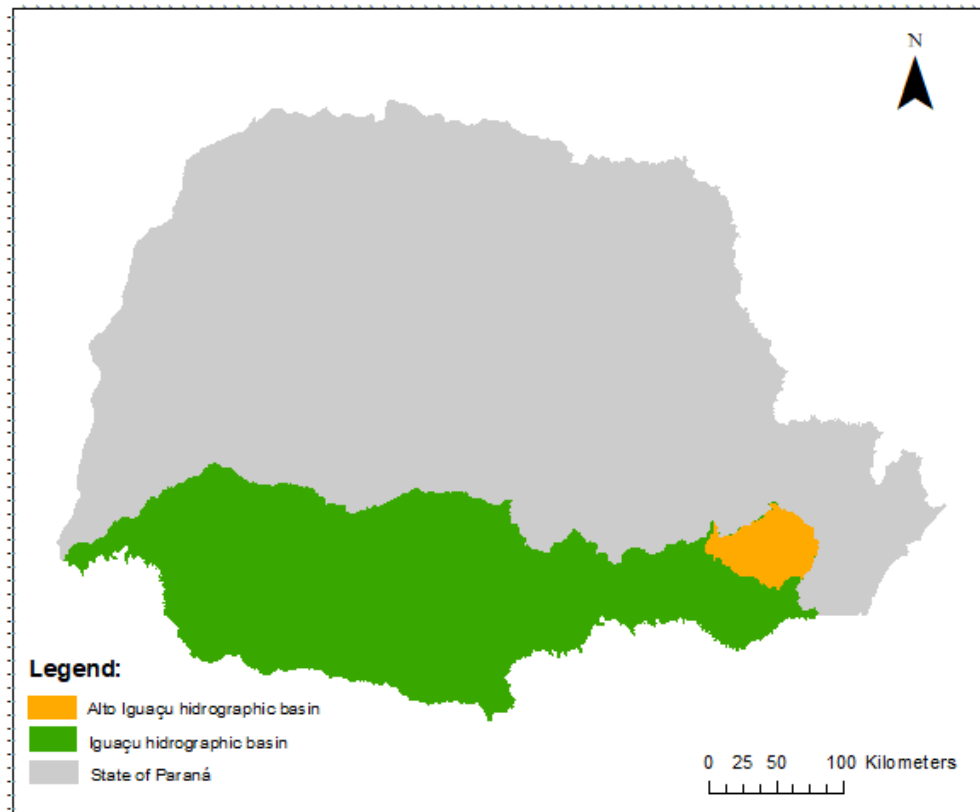 N
Legend:
Alto Iguaçu hidrographic basin
Iguaçu hidrographic basin
State of Paraná
0 25 50 100 Kilometers